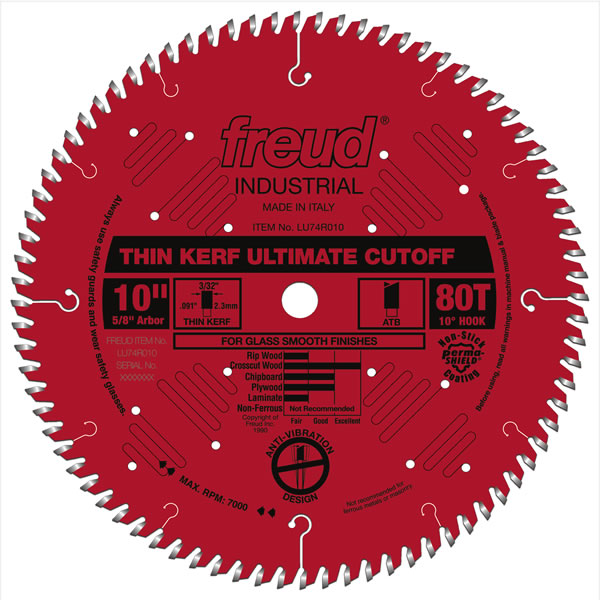 freud®
INDUSTRIAL
MADE IN ITALY
ITEM No. LU74R010
THIN KERF ULTIMATE CUTOFF
10"
5/8" Arbor
3/32"
.091" 2.3mm
THIN KERF
ATB
80T
10° HOOK
FOR GLASS SMOOTH FINISHES
FREUD ITEM No.
LU74R010
SERIAL No.
XXXXXXX
Rip Wood
Crosscut Wood
Chipboard
Plywood
Laminate
Non-Ferrous Not Recommended
Fair Good Excellent
Copyright of
Freud Inc.
1990
Non-Stick
perma
SHIELD®
Coating
ANTI-VIBRATION
DESIGN
MAX. RPM: 7000
Not recommended for
ferrous metals or masonry
Always use safety guards and wear safety glasses.
Before using, read all warnings in machine manual & blade package.